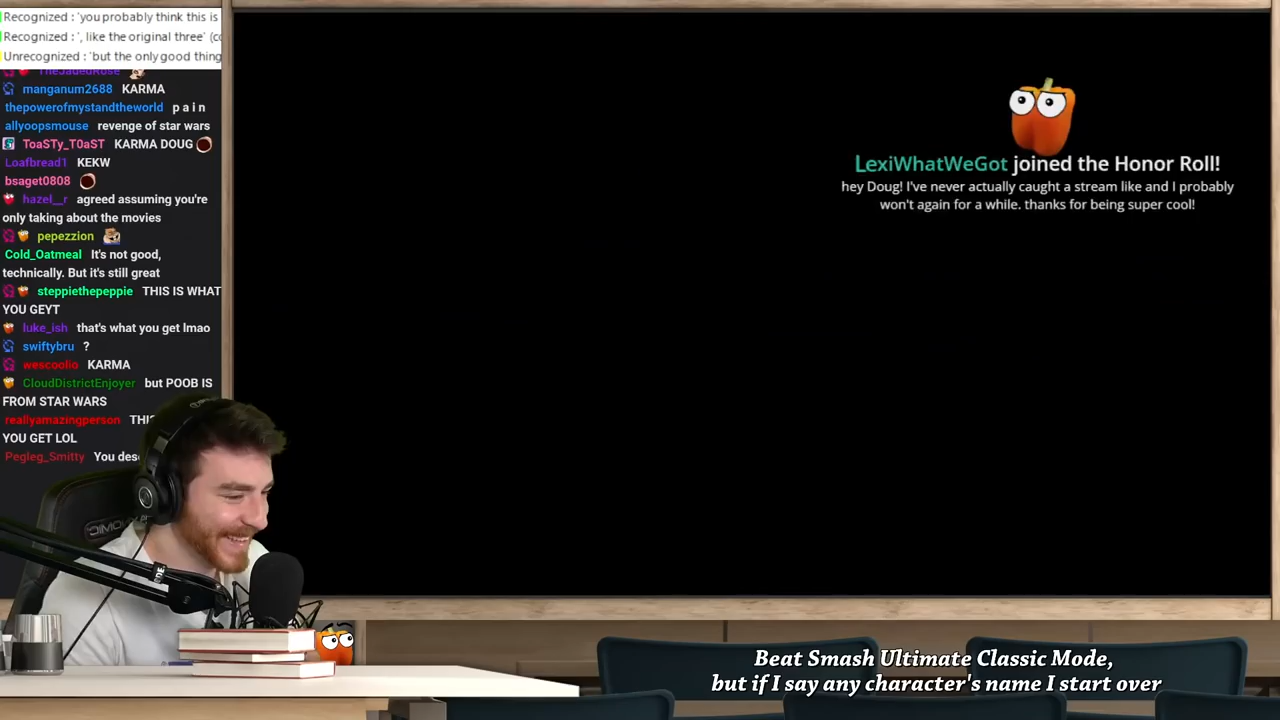 Recognized : 'you probably think this is
Recognized : ', like the original three' (co
Unrecognized : 'but the only good thing
TheJadedRose
manganum2688 KARMA
thepowerofmystandtheworld p a i n
allyoopsmouse revenge of star wars
ToaSTy_T0aST KARMA DOUG
Loafbread1 KEKW
bsaget0808
hazel__r agreed assuming you're
only taking about the movies
pepezzion
Cold_Oatmeal It's not good,
technically. But it's still great
steppiethepeppie THIS IS WHAT
YOU GEYT
luke_ish that's what you get lmao
swiftybru ?
wescoolio KARMA
CloudDistrictEnjoyer but POOB IS
FROM STAR WARS
reallyamazingperson
YOU GET LOL
Pegleg_Smitty You
LexiWhatWeGot joined the Honor Roll!
hey Doug! I've never actually caught a stream like and I probably
won't again for a while. thanks for being super cool!
Beat Smash Ultimate Classic Mode,
but if I say any character's name I start over